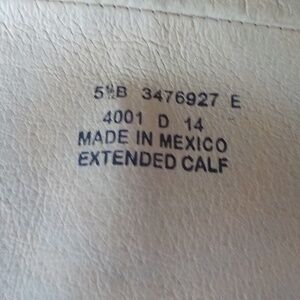 5½B 3476927 E
4001 D 14
MADE IN MEXICO
EXTENDED CALF